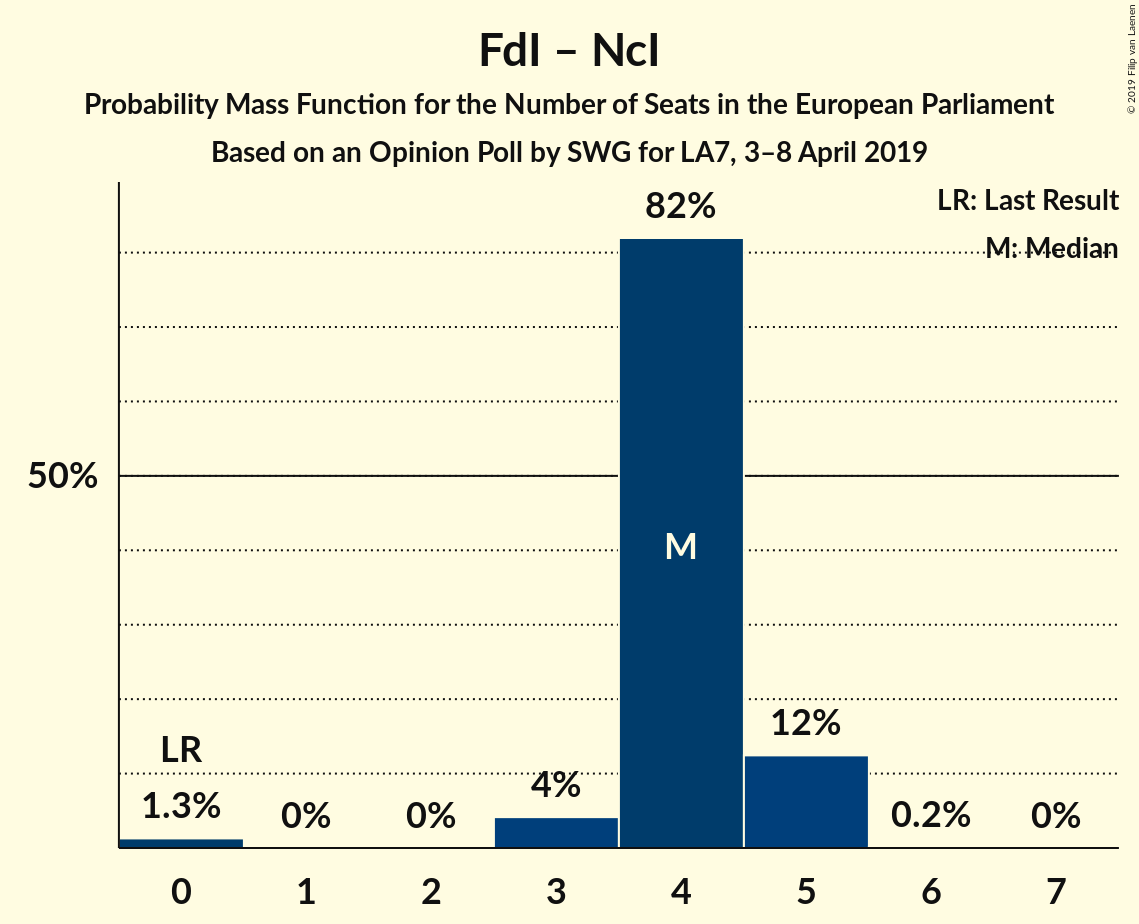 FdI – NcI
Probability Mass Function for the Number of Seats in the European Parliament
Based on an Opinion Poll by SWG for LA7, 3–8 April 2019
© 2019 Filip van Laenen
LR: Last Result
M: Median
82%
50%
M
12%
LR
4%
1.3%
0%
0%
0.2%
0%
0 1 2 3 4 5 6 7